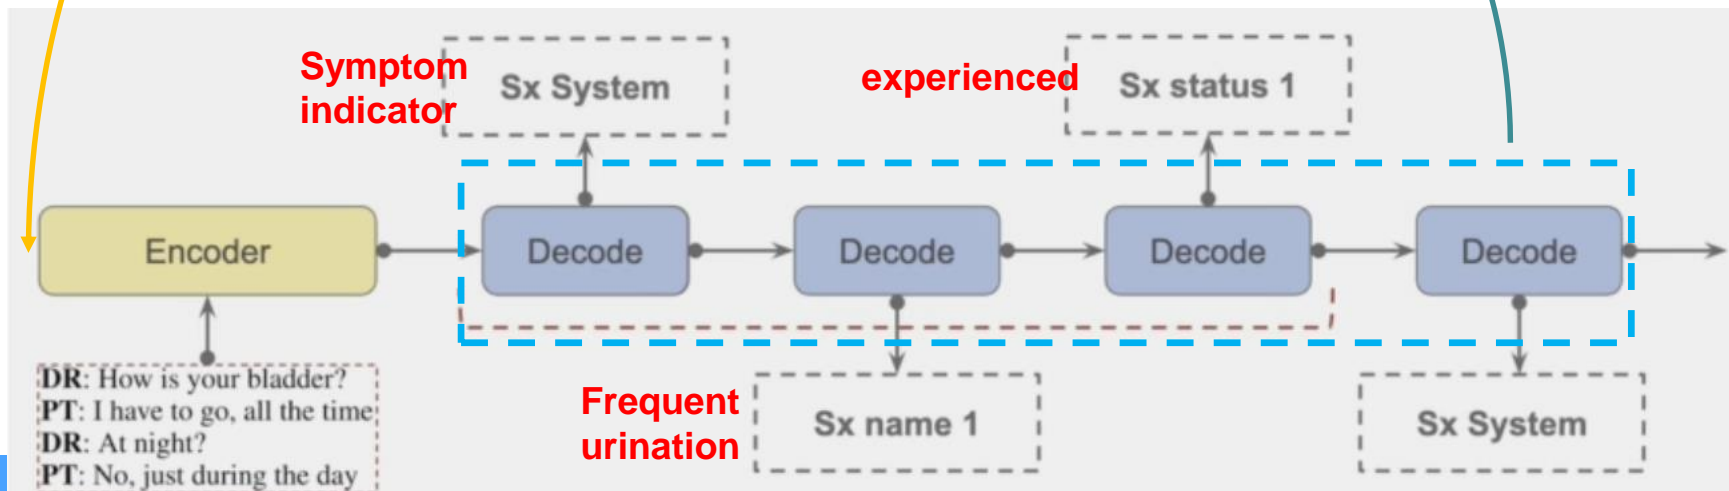 Symptom
indicator
Sx System
experienced
Sx status 1
Encoder
Decode
Decode
Decode
Decode
DR: How is your bladder?
PT: I have to go, all the time
DR: At night?
PT: No, just during the day
Frequent
urination
Sx name 1
Sx System